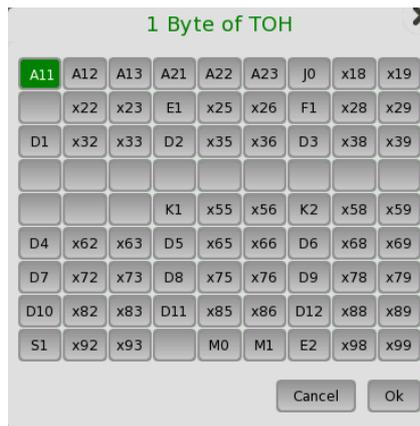 1 Byte of TOH
A11 A12 A13 A21 A22 A23 J0 x18 x19
x22 x23 E1 x25 x26 F1 x28 x29
D1 x32 x33 D2 x35 x36 D3 x38 x39
K1 x55 x56 K2 x58 x59
D4 x62 x63 D5 x65 x66 D6 x68 x69
D7 x72 x73 D8 x75 x76 D9 x78 x79
D10 x82 x83 D11 x85 x86 D12 x88 x89
S1 x92 x93 M0 M1 E2 x98 x99
Cancel Ok